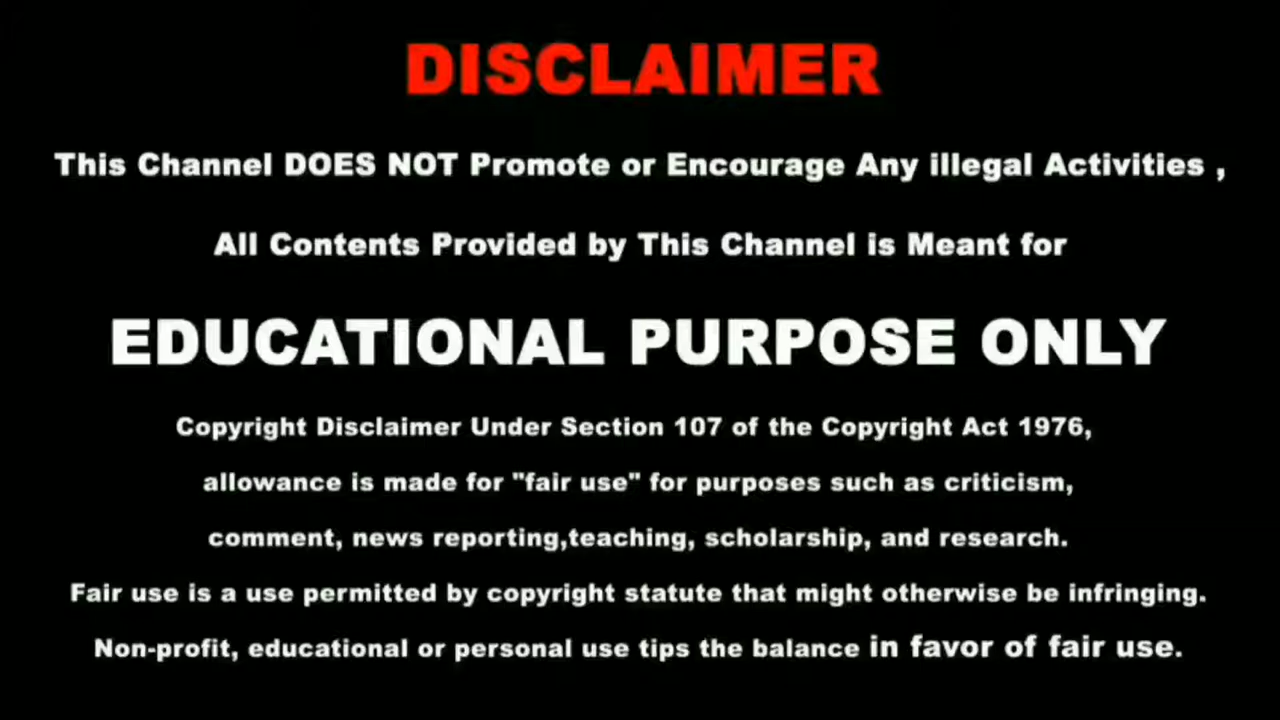 DISCLAIMER
This Channel DOES NOT Promote or Encourage Any illegal Activities ,
All Contents Provided by This Channel is Meant for
EDUCATIONAL PURPOSE ONLY
Copyright Disclaimer Under Section 107 of the Copyright Act 1976,
allowance is made for "fair use" for purposes such as criticism,
comment, news reporting,teaching, scholarship, and research.
Fair use is a use permitted by copyright statute that might otherwise be infringing.
Non-profit, educational or personal use tips the balance in favor of fair use.